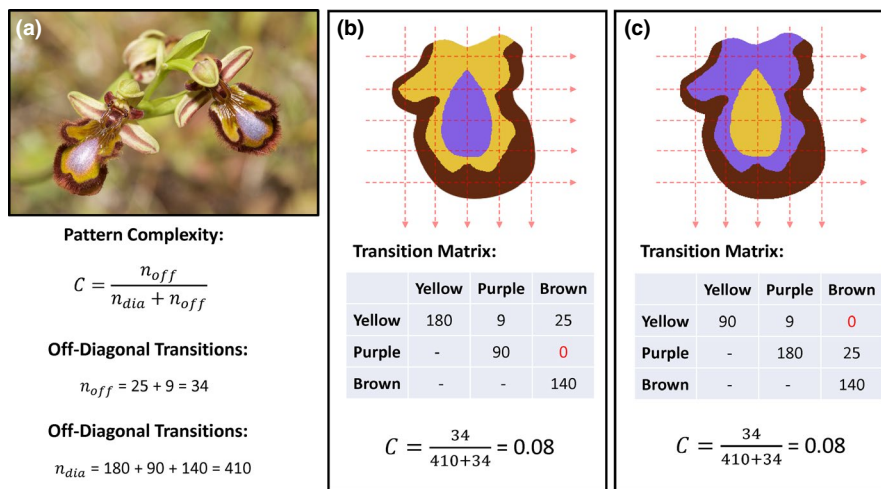 (a)
Pattern Complexity:
C = n_off / (n_dia + n_off)
Off-Diagonal Transitions:
n_off = 25 + 9 = 34
Off-Diagonal Transitions:
n_dia = 180 + 90 + 140 = 410
(b)
Transition Matrix:
Yellow Purple Brown
Yellow 180 9 25
Purple - 90 0
Brown - - 140
C = 34 / (410+34) = 0.08
(c)
Transition Matrix:
Yellow Purple Brown
Yellow 90 9 0
Purple - 180 25
Brown - - 140
C = 34 / (410+34) = 0.08